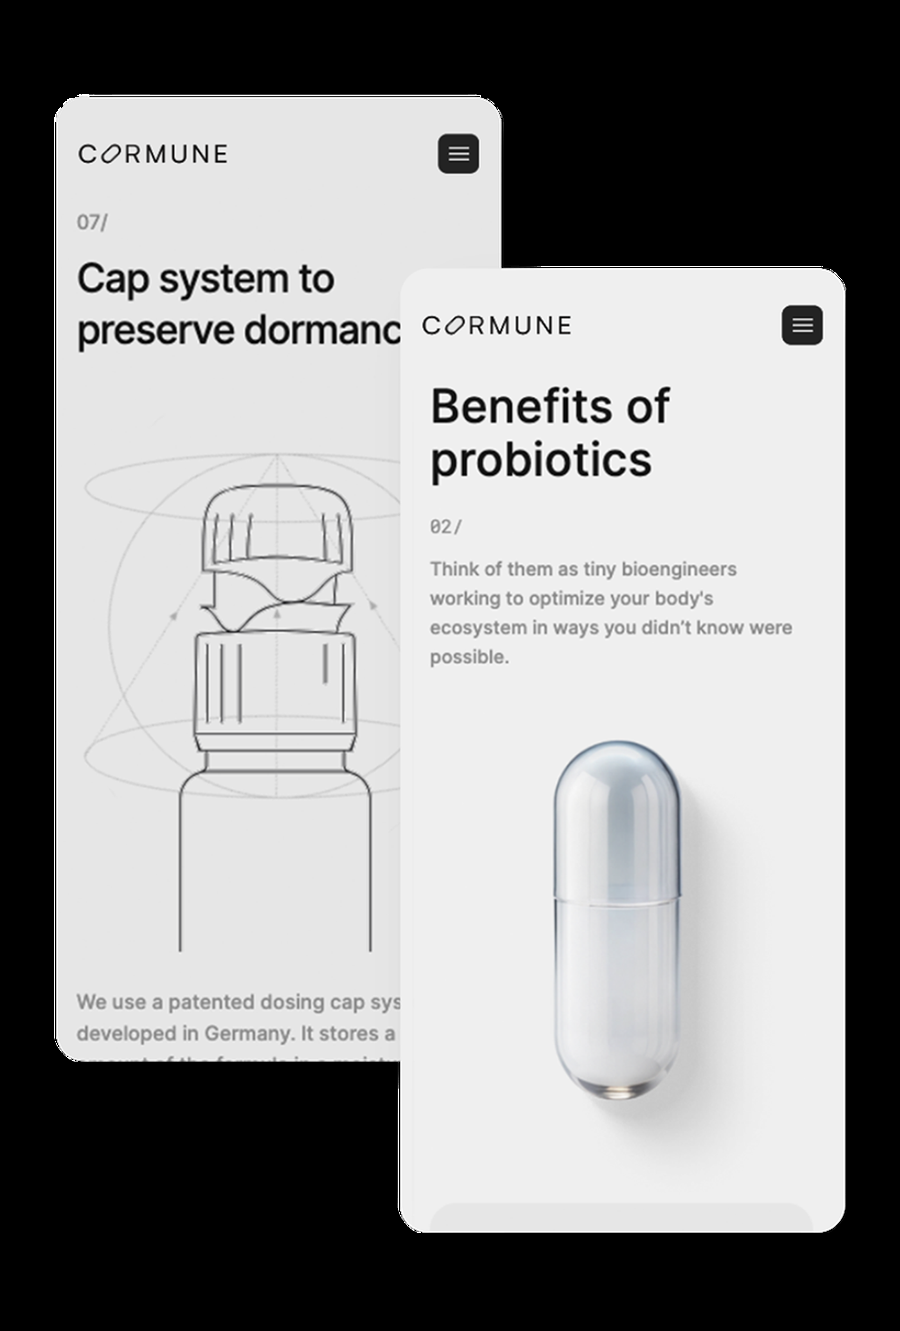 CORMUNE
07/
Cap system to
preserve dormanc
We use a patented dosing cap sys
developed in Germany. It stores a
CORMUNE
Benefits of
probiotics
02/
Think of them as tiny bioengineers
working to optimize your body's
ecosystem in ways you didn’t know were
possible.